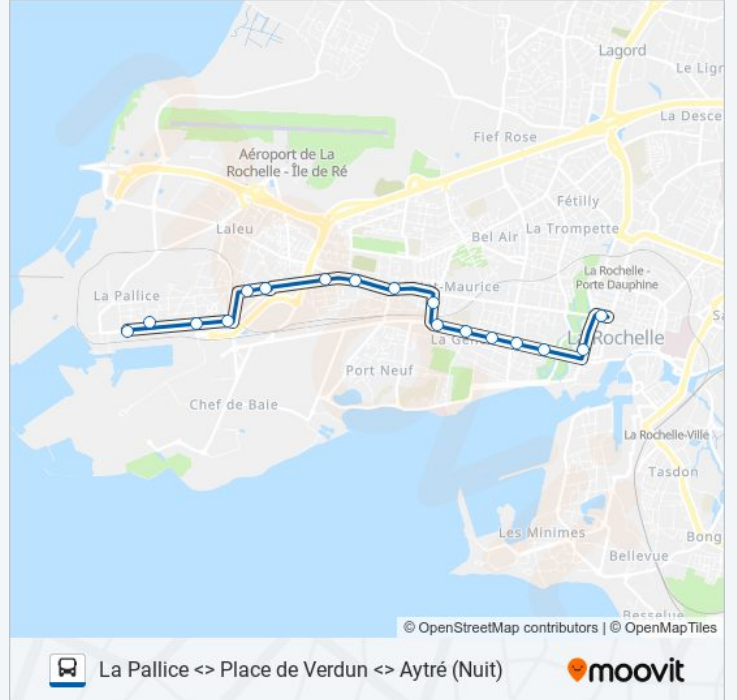 Lagord
Le Lign
La Desce
Fief Rose
Aéroport de La
Rochelle - Île de Ré
Fétilly
La Trompette
Laleu
Bel Air
La Rochelle -
Porte Dauphine
t-Maurice
La Pallice
La Gen
La Rochelle
Port Neuf
Chef de Baie
La Rochelle-Ville
Tasdon
Les Minimes
Bong
Bellevue
Besselue
© OpenStreetMap contributors | © OpenMapTiles
La Pallice <> Place de Verdun <> Aytré (Nuit)
moovit